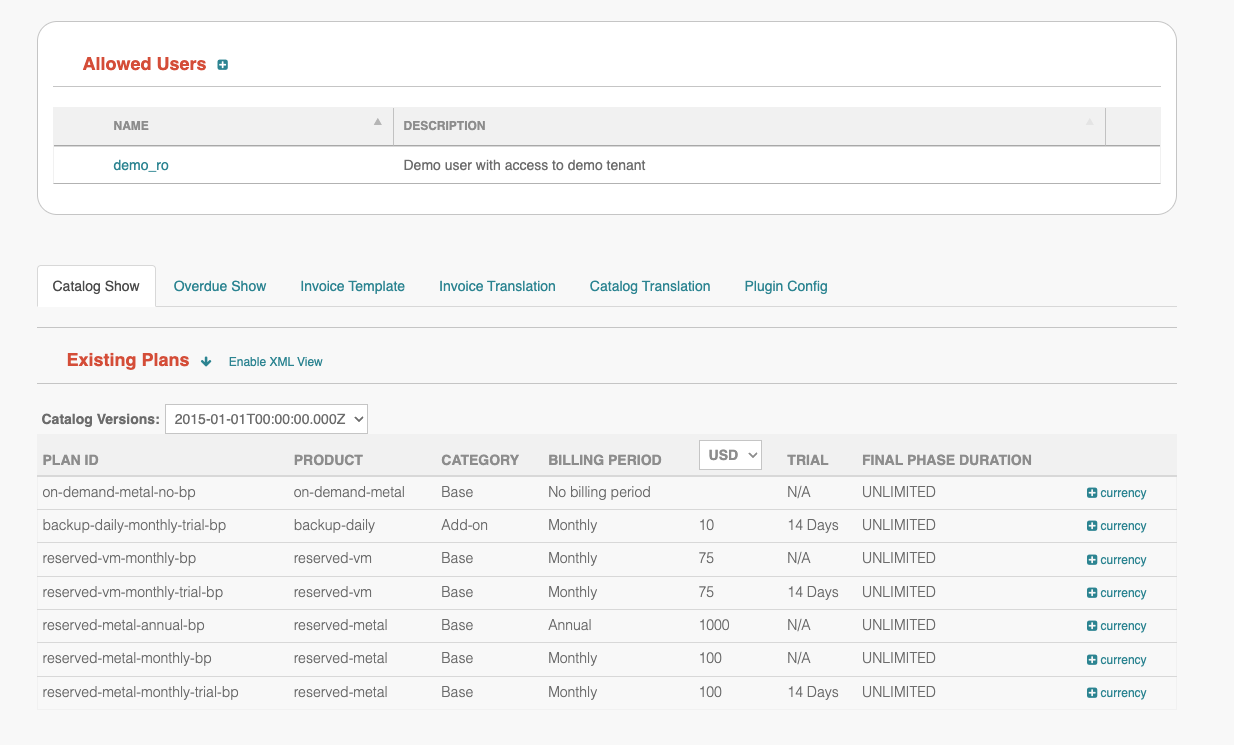 Allowed Users
NAME DESCRIPTION
demo_ro Demo user with access to demo tenant
Catalog Show Overdue Show Invoice Template Invoice Translation Catalog Translation Plugin Config
Existing Plans Enable XML View
Catalog Versions: 2015-01-01T00:00:00.000Z
PLAN ID PRODUCT CATEGORY BILLING PERIOD USD TRIAL FINAL PHASE DURATION
on-demand-metal-no-bp on-demand-metal Base No billing period N/A UNLIMITED currency
backup-daily-monthly-trial-bp backup-daily Add-on Monthly 10 14 Days UNLIMITED currency
reserved-vm-monthly-bp reserved-vm Base Monthly 75 N/A UNLIMITED currency
reserved-vm-monthly-trial-bp reserved-vm Base Monthly 75 14 Days UNLIMITED currency
reserved-metal-annual-bp reserved-metal Base Annual 1000 N/A UNLIMITED currency
reserved-metal-monthly-bp reserved-metal Base Monthly 100 N/A UNLIMITED currency
reserved-metal-monthly-trial-bp reserved-metal Base Monthly 100 14 Days UNLIMITED currency